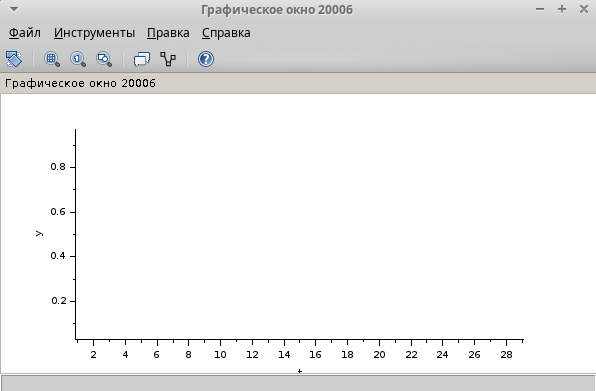 Графическое окно 20006
Файл Инструменты Правка Справка
Графическое окно 20006
0.8
0.6
y
0.4
0.2
2 4 6 8 10 12 14 16 18 20 22 24 26 28
t